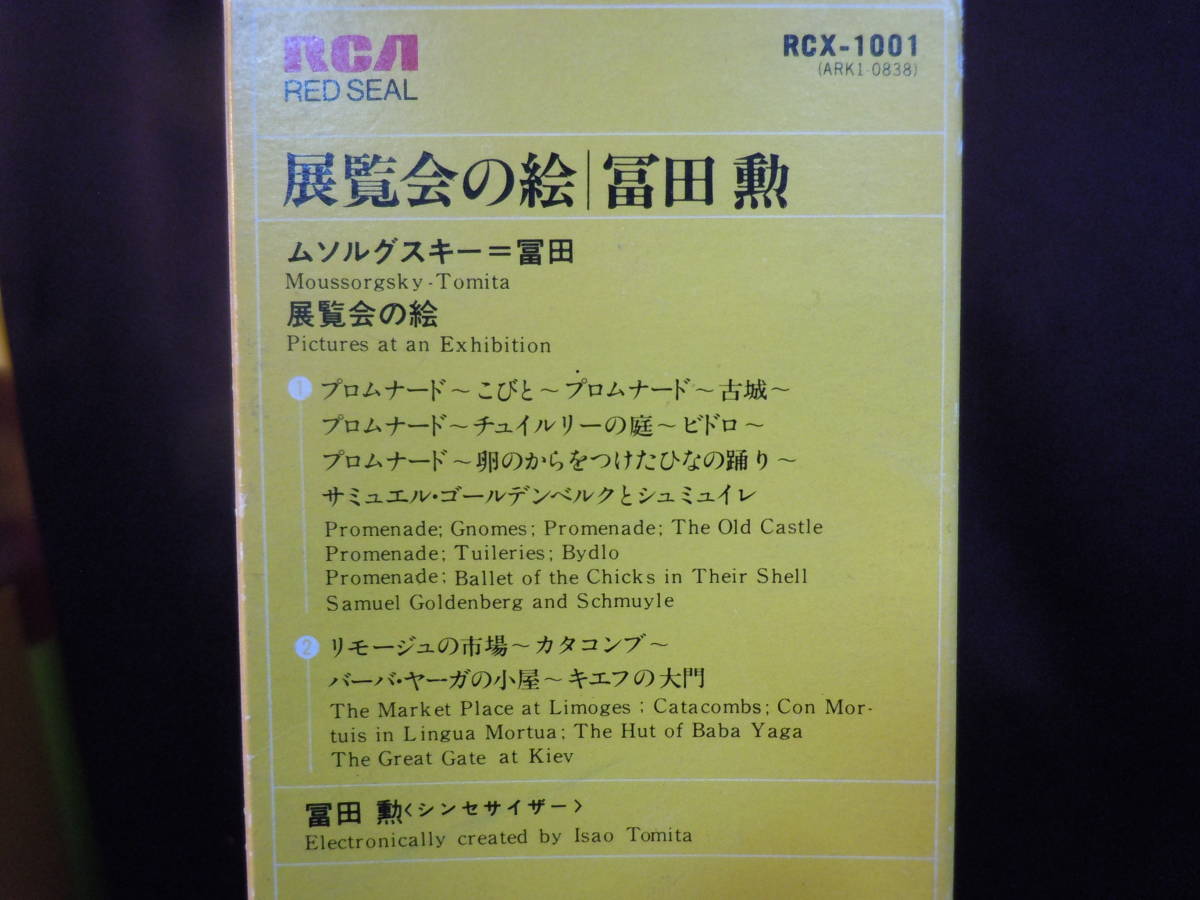 RCA
RED SEAL
RCX-1001
(ARK1-0838)
展覧会の絵|冨田 勲
ムソルグスキー=冨田
Moussorgsky-Tomita
展覧会の絵
Pictures at an Exhibition
1 プロムナード～こびと～プロムナード～古城～
プロムナード～チュイルリーの庭～ビドロ～
プロムナード～卵のからをつけたひなの踊り～
サミュエル・ゴールデンベルクとシュミュイレ
Promenade; Gnomes; Promenade; The Old Castle
Promenade; Tuileries; Bydlo
Promenade; Ballet of the Chicks in Their Shell
Samuel Goldenberg and Schmuyle
2 リモージュの市場～カタコンブ～
バーバ・ヤーガの小屋～キエフの大門
The Market Place at Limoges : Catacombs; Con Mor-
tuis in Lingua Mortua; The Hut of Baba Yaga
The Great Gate at Kiev
冨田 勲〈シンセサイザー〉
Electronically created by Isao Tomita